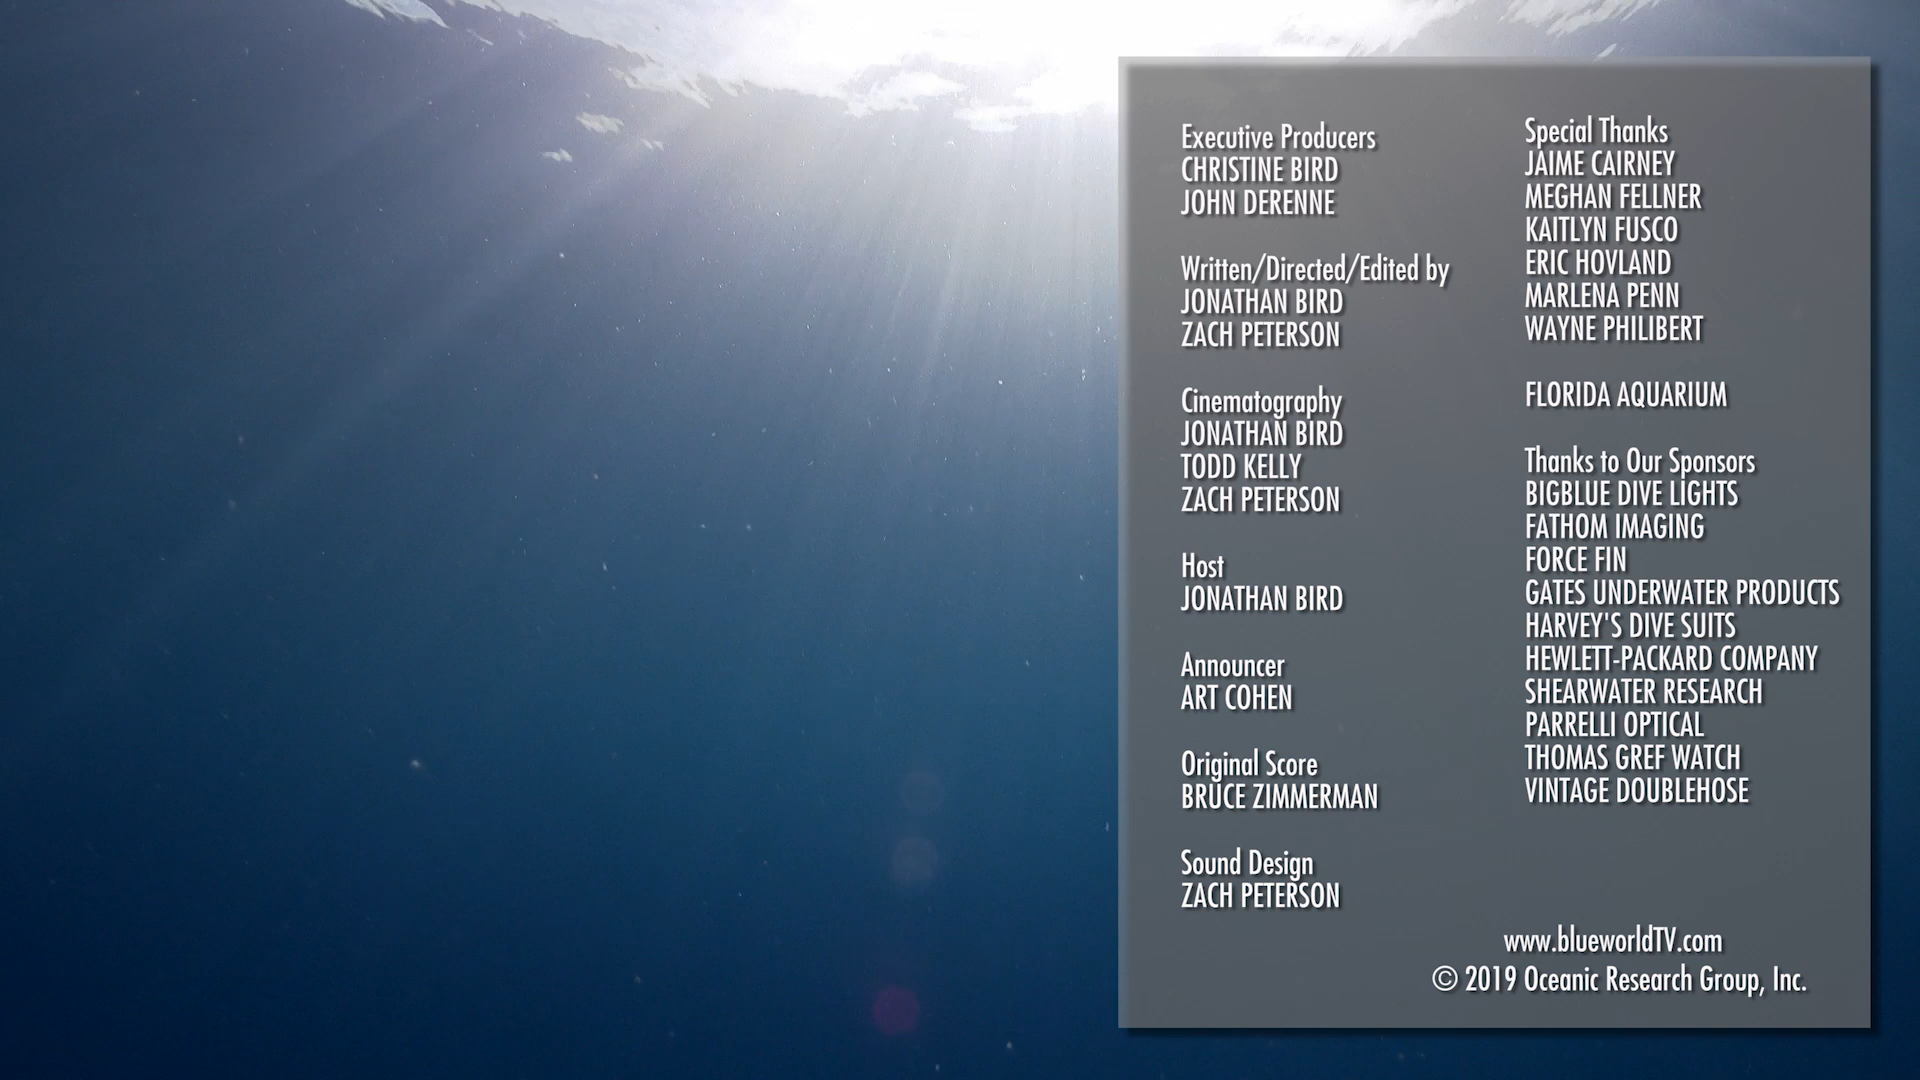 Executive Producers
CHRISTINE BIRD
JOHN DERENNE
Written/Directed/Edited by
JONATHAN BIRD
ZACH PETERSON
Cinematography
JONATHAN BIRD
TODD KELLY
ZACH PETERSON
Host
JONATHAN BIRD
Announcer
ART COHEN
Original Score
BRUCE ZIMMERMAN
Sound Design
ZACH PETERSON
Special Thanks
JAIME CAIRNEY
MEGHAN FELLNER
KAITLYN FUSCO
ERIC HOVLAND
MARLENA PENN
WAYNE PHILIBERT
FLORIDA AQUARIUM
Thanks to Our Sponsors
BIGBLUE DIVE LIGHTS
FATHOM IMAGING
FORCE FIN
GATES UNDERWATER PRODUCTS
HARVEY'S DIVE SUITS
HEWLETT-PACKARD COMPANY
SHEARWATER RESEARCH
PARRELLI OPTICAL
THOMAS GREF WATCH
VINTAGE DOUBLEHOSE
www.blueworldTV.com
© 2019 Oceanic Research Group, Inc.